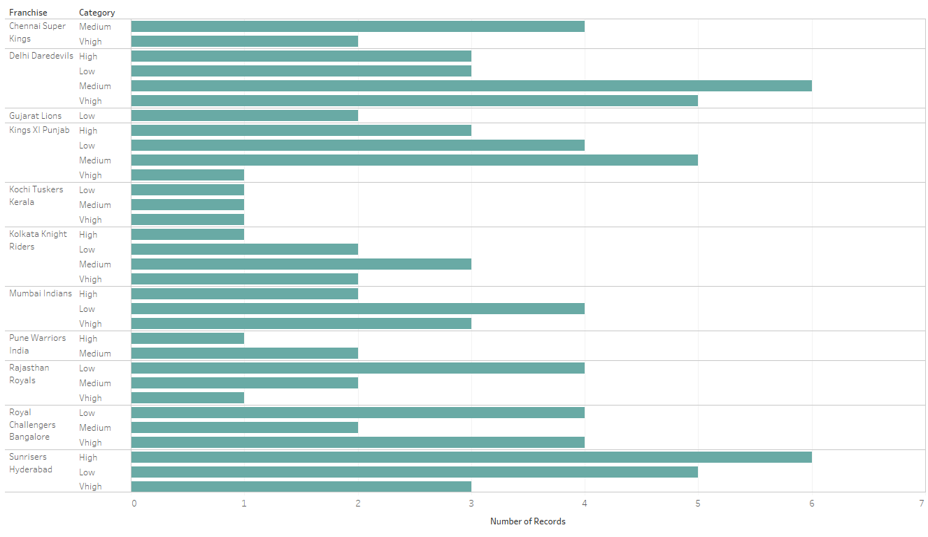 Franchise Category
Chennai Super Medium
Kings Vhigh
Delhi Daredevils High
Low
Medium
Vhigh
Gujarat Lions Low
Kings XI Punjab High
Low
Medium
Vhigh
Kochi Tuskers Low
Kerala Medium
Vhigh
Kolkata Knight High
Riders Low
Medium
Vhigh
Mumbai Indians High
Low
Vhigh
Pune Warriors High
India Medium
Rajasthan Low
Royals Medium
Vhigh
Royal Low
Challengers Medium
Bangalore Vhigh
Sunrisers High
Hyderabad Low
Vhigh
0 1 2 3 4 5 6 7
Number of Records